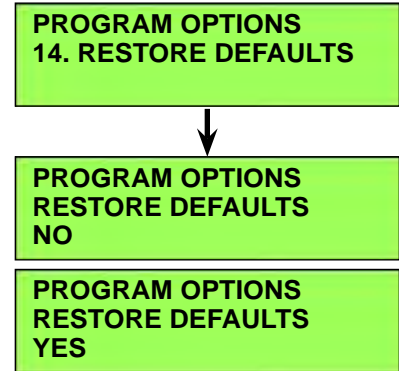 PROGRAM OPTIONS
14. RESTORE DEFAULTS
PROGRAM OPTIONS
RESTORE DEFAULTS
NO
PROGRAM OPTIONS
RESTORE DEFAULTS
YES